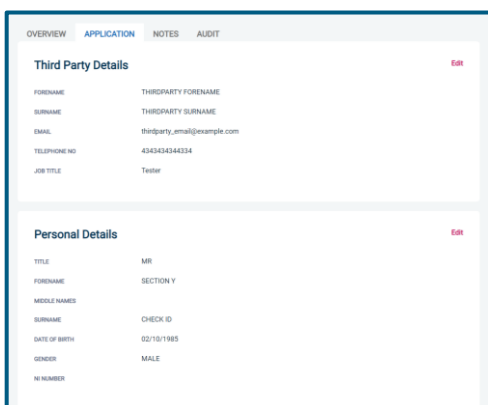 OVERVIEW APPLICATION NOTES AUDIT
Third Party Details Edit
FORENAME THIRDPARTY FORENAME
SURNAME THIRDPARTY SURNAME
EMAIL thirdparty_email@example.com
TELEPHONE NO 4343434344334
JOB TITLE Tester
Personal Details Edit
TITLE MR
FORENAME SECTION Y
MIDDLE NAMES
SURNAME CHECK ID
DATE OF BIRTH 02/10/1985
GENDER MALE
NI NUMBER